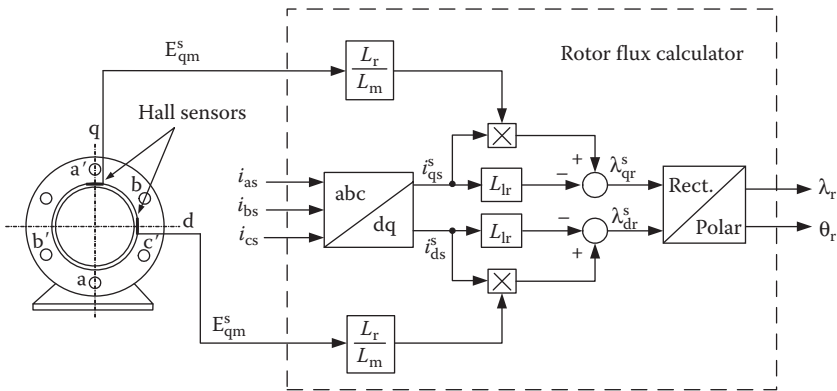 E^s_qm
L_r
L_m
Rotor flux calculator
Hall sensors
q
a′
b
i_as
i_bs
i_cs
abc
dq
i^s_qs
L_lr
+
−
λ^s_qr
Rect.
Polar
λ_r
θ_r
d
b′
c′
a
i^s_ds
L_lr
−
+
λ^s_dr
E^s_qm
L_r
L_m